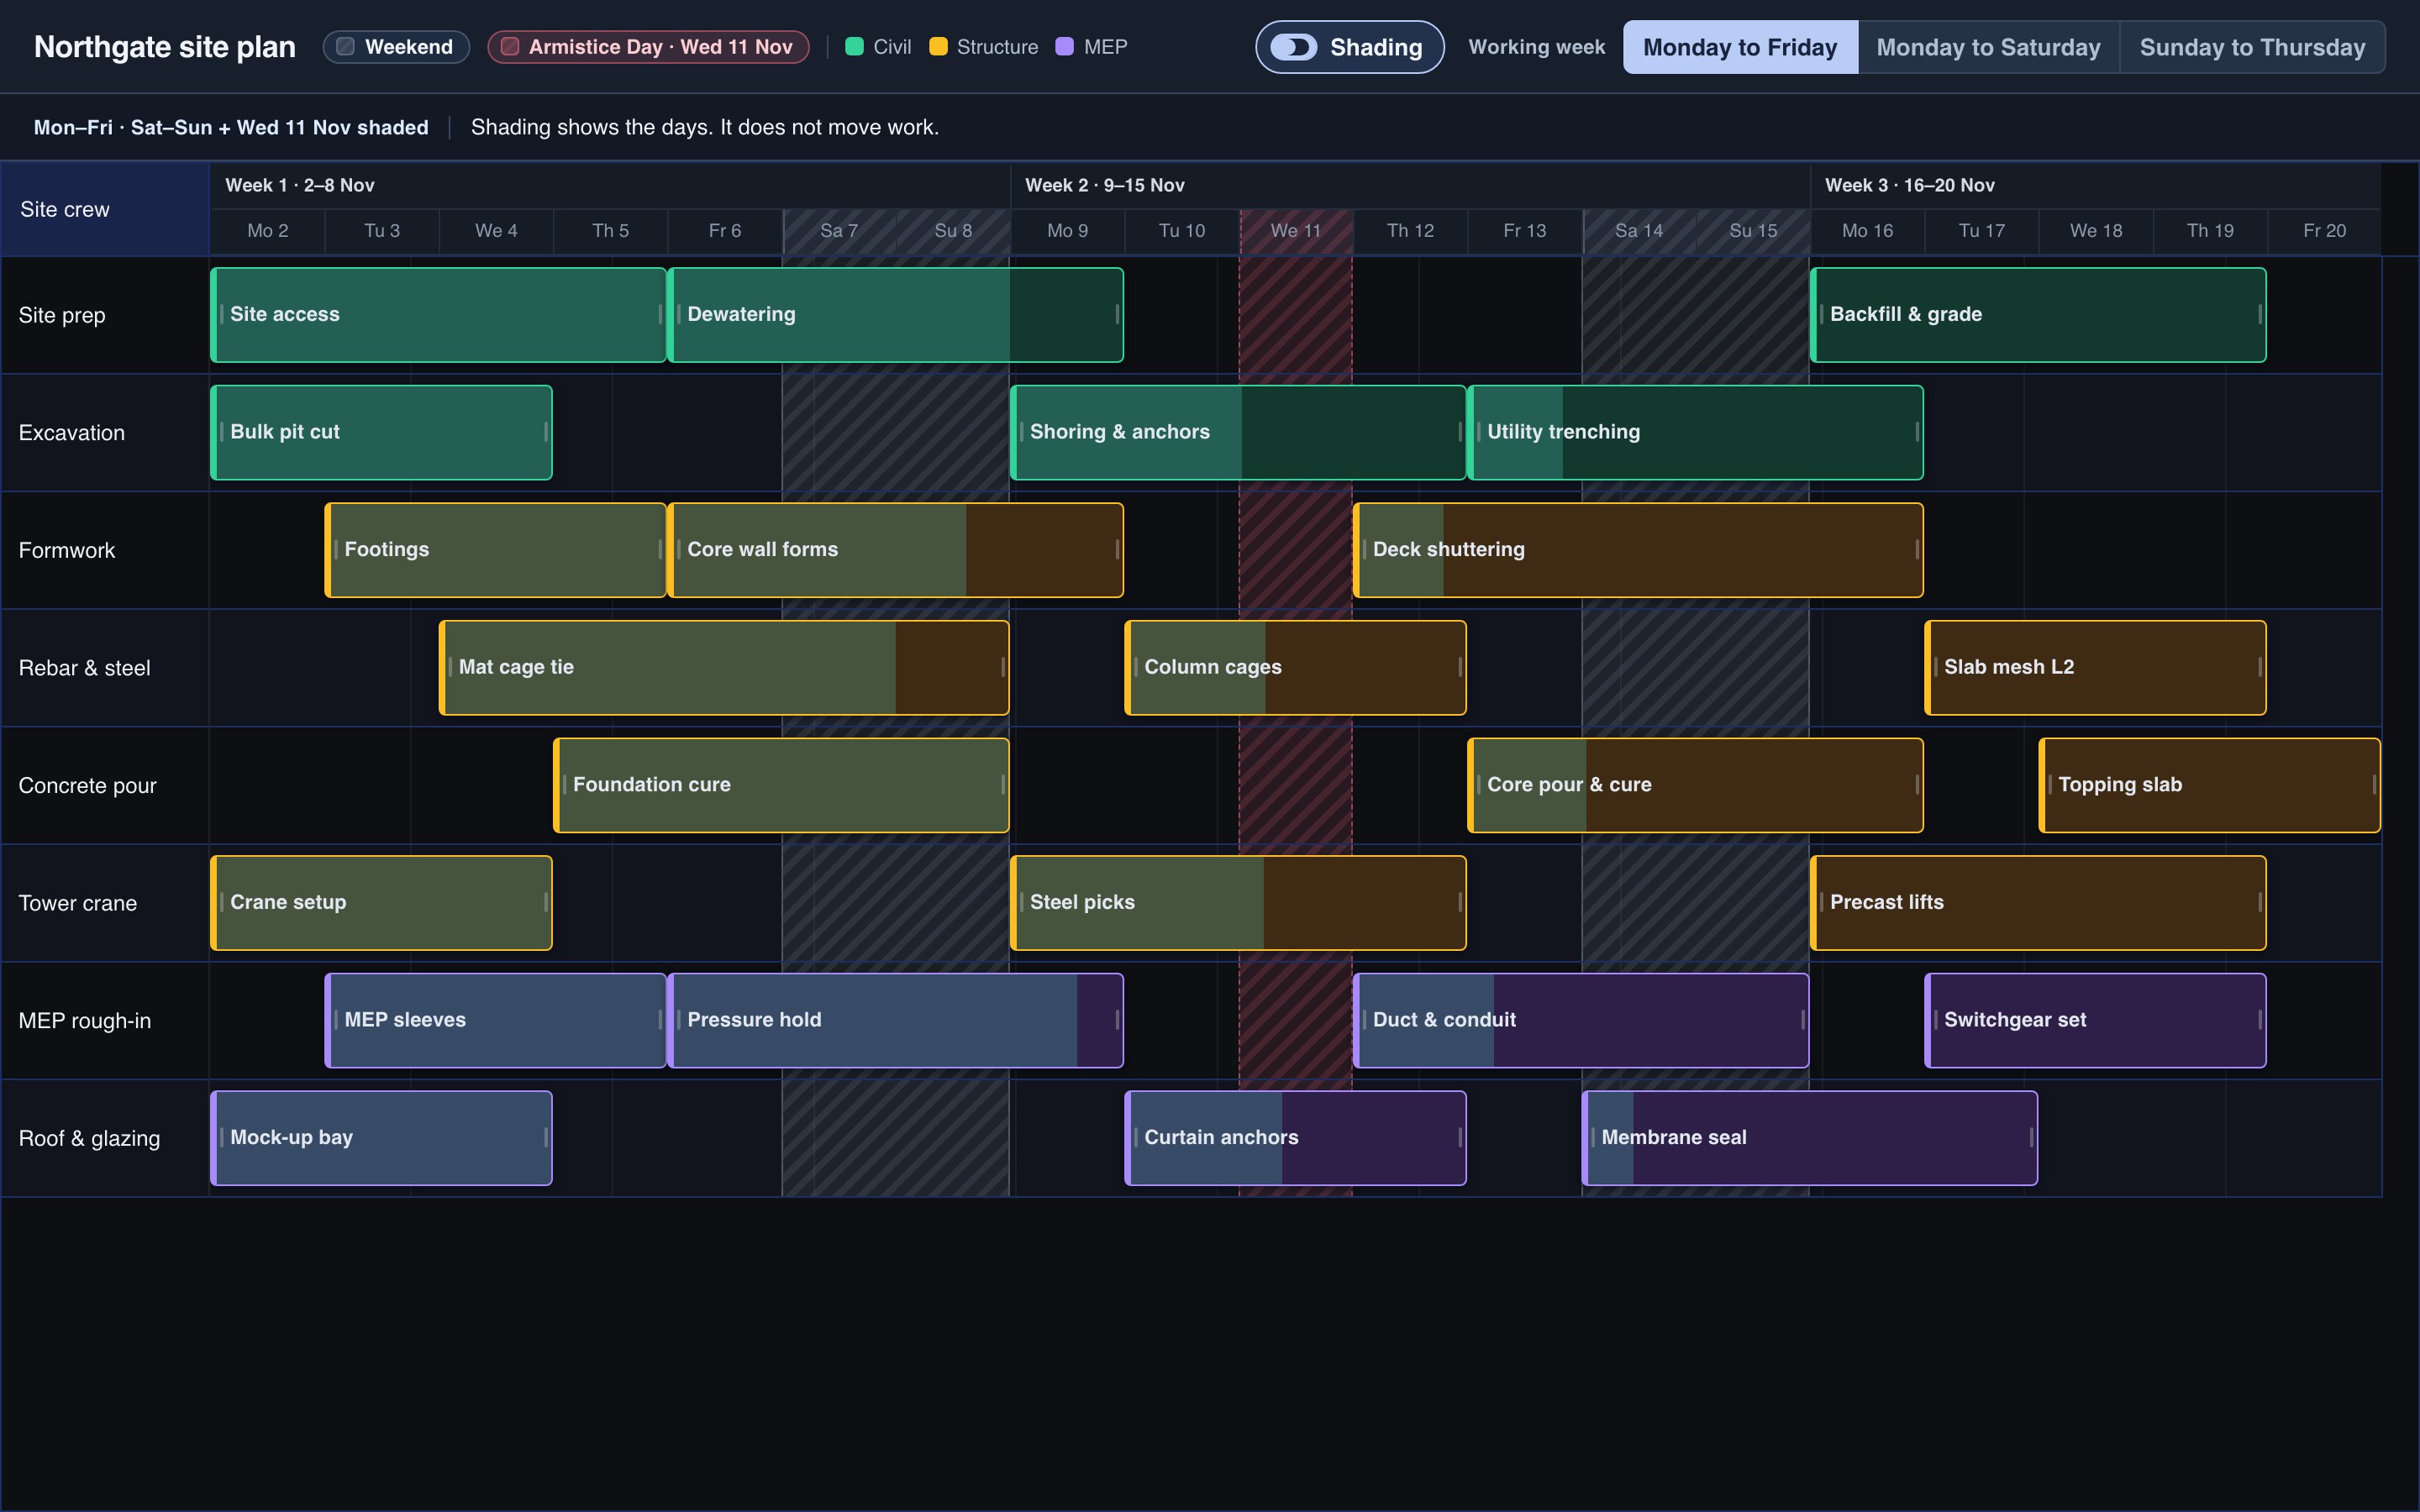 Northgate site plan
Weekend
Armistice Day · Wed 11 Nov
Civil
Structure
MEP
Shading
Working week
Monday to Friday
Monday to Saturday
Sunday to Thursday
Mon–Fri · Sat–Sun + Wed 11 Nov shaded
Shading shows the days. It does not move work.
Site crew
Week 1 · 2–8 Nov
Week 2 · 9–15 Nov
Week 3 · 16–20 Nov
Mo 2
Tu 3
We 4
Th 5
Fr 6
Sa 7
Su 8
Mo 9
Tu 10
We 11
Th 12
Fr 13
Sa 14
Su 15
Mo 16
Tu 17
We 18
Th 19
Fr 20
Site prep
Site access
Dewatering
Backfill & grade
Excavation
Bulk pit cut
Shoring & anchors
Utility trenching
Formwork
Footings
Core wall forms
Deck shuttering
Rebar & steel
Mat cage tie
Column cages
Slab mesh L2
Concrete pour
Foundation cure
Core pour & cure
Topping slab
Tower crane
Crane setup
Steel picks
Precast lifts
MEP rough-in
MEP sleeves
Pressure hold
Duct & conduit
Switchgear set
Roof & glazing
Mock-up bay
Curtain anchors
Membrane seal